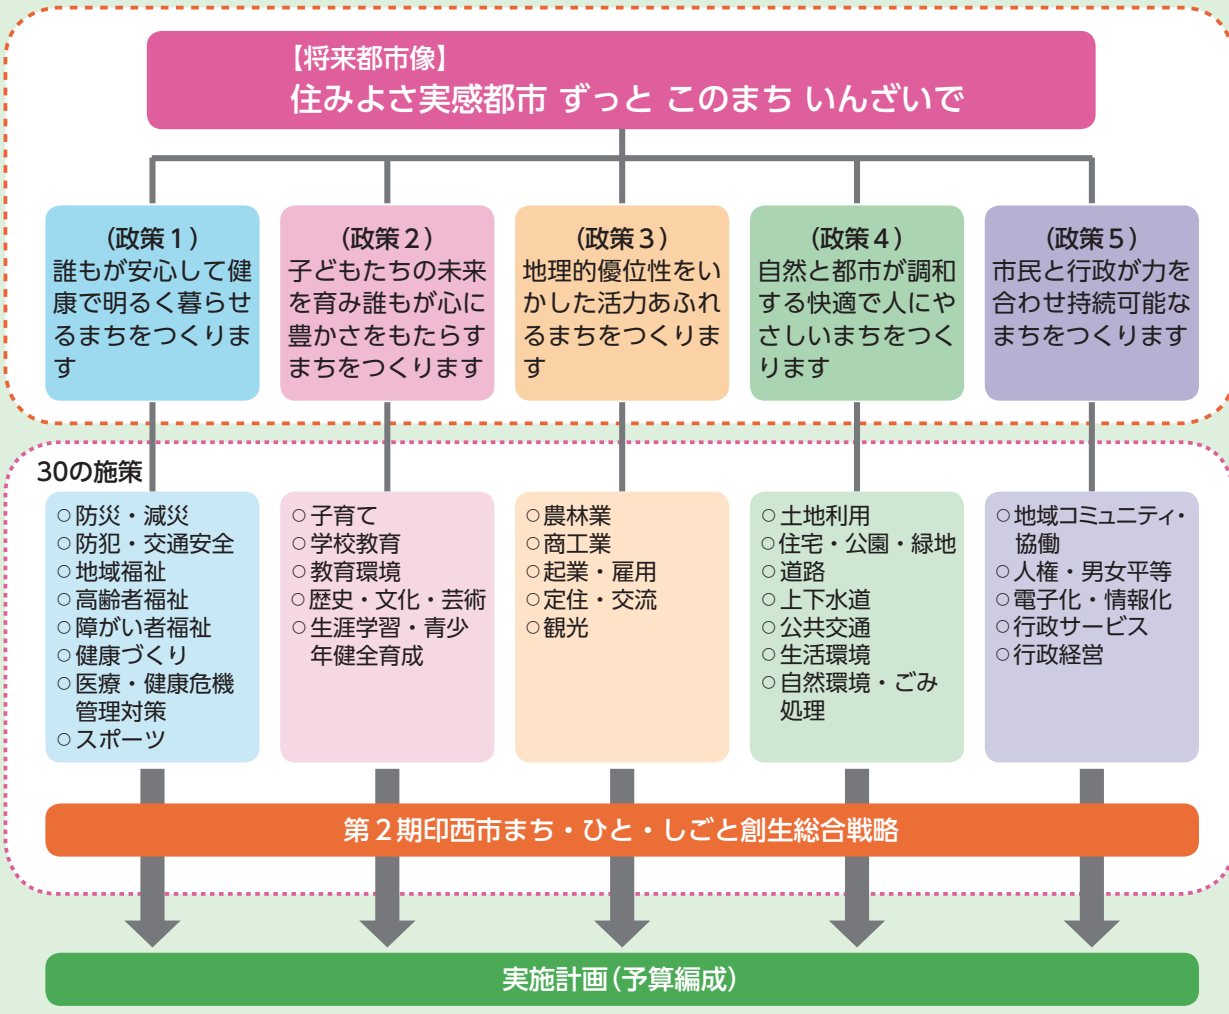 【将来都市像】
住みよさ実感都市 ずっと このまち いんざいで
(政策1)
誰もが安心して健
康で明るく暮らせ
るまちをつくりま
す
(政策2)
子どもたちの未来
を育み誰もが心に
豊かさをもたらす
まちをつくります
(政策3)
地理的優位性をい
かした活力あふれ
るまちをつくりま
す
(政策4)
自然と都市が調和
する快適で人にや
さしいまちをつく
ります
(政策5)
市民と行政が力を
合わせ持続可能な
まちをつくります
30の施策
○防災・減災
○防犯・交通安全
○地域福祉
○高齢者福祉
○障がい者福祉
○健康づくり
○医療・健康危機
管理対策
○スポーツ
○子育て
○学校教育
○教育環境
○歴史・文化・芸術
○生涯学習・青少
年健全育成
○農林業
○商工業
○起業・雇用
○定住・交流
○観光
○土地利用
○住宅・公園・緑地
○道路
○上下水道
○公共交通
○生活環境
○自然環境・ごみ
処理
○地域コミュニティ・
協働
○人権・男女平等
○電子化・情報化
○行政サービス
○行政経営
第2期印西市まち・ひと・しごと創生総合戦略
実施計画(予算編成)